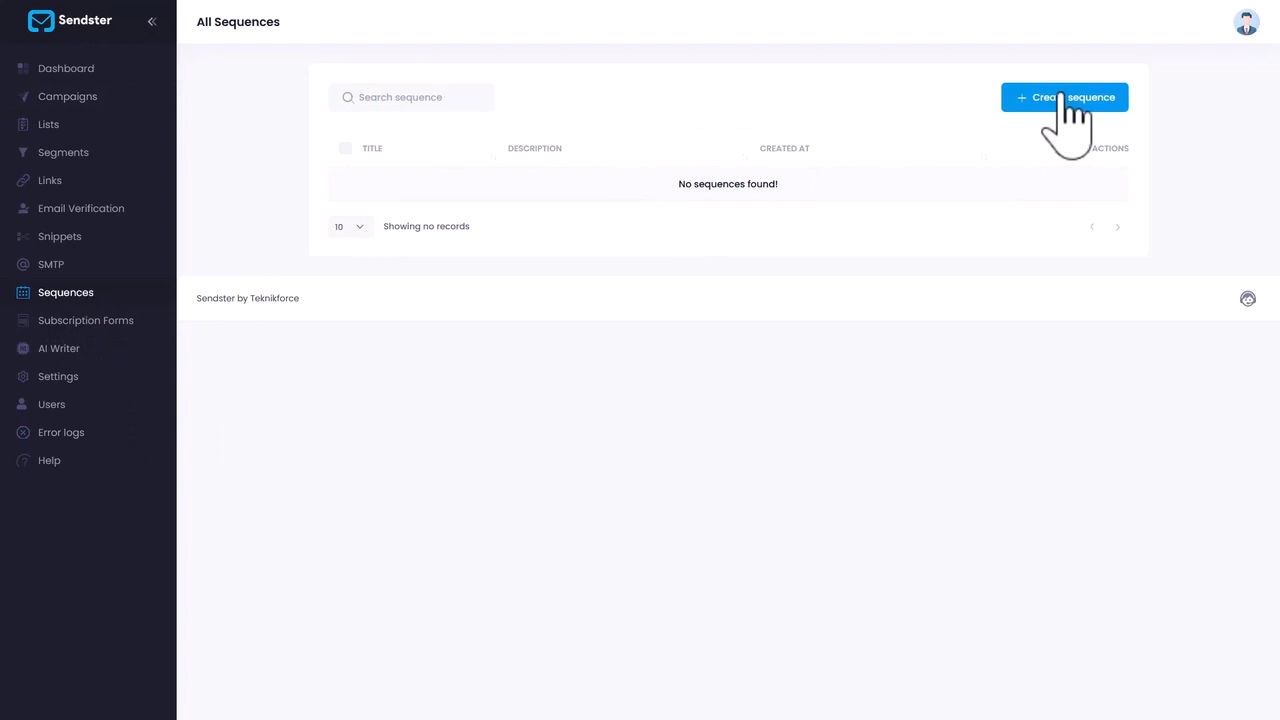 Sendster
All Sequences
Dashboard
Campaigns
Lists
Segments
Links
Email Verification
Snippets
SMTP
Sequences
Subscription Forms
AI Writer
Settings
Users
Error logs
Help
Search sequence
+ Crea sequence
TITLE DESCRIPTION CREATED AT ACTIONS
No sequences found!
10 Showing no records
Sendster by Teknikforce